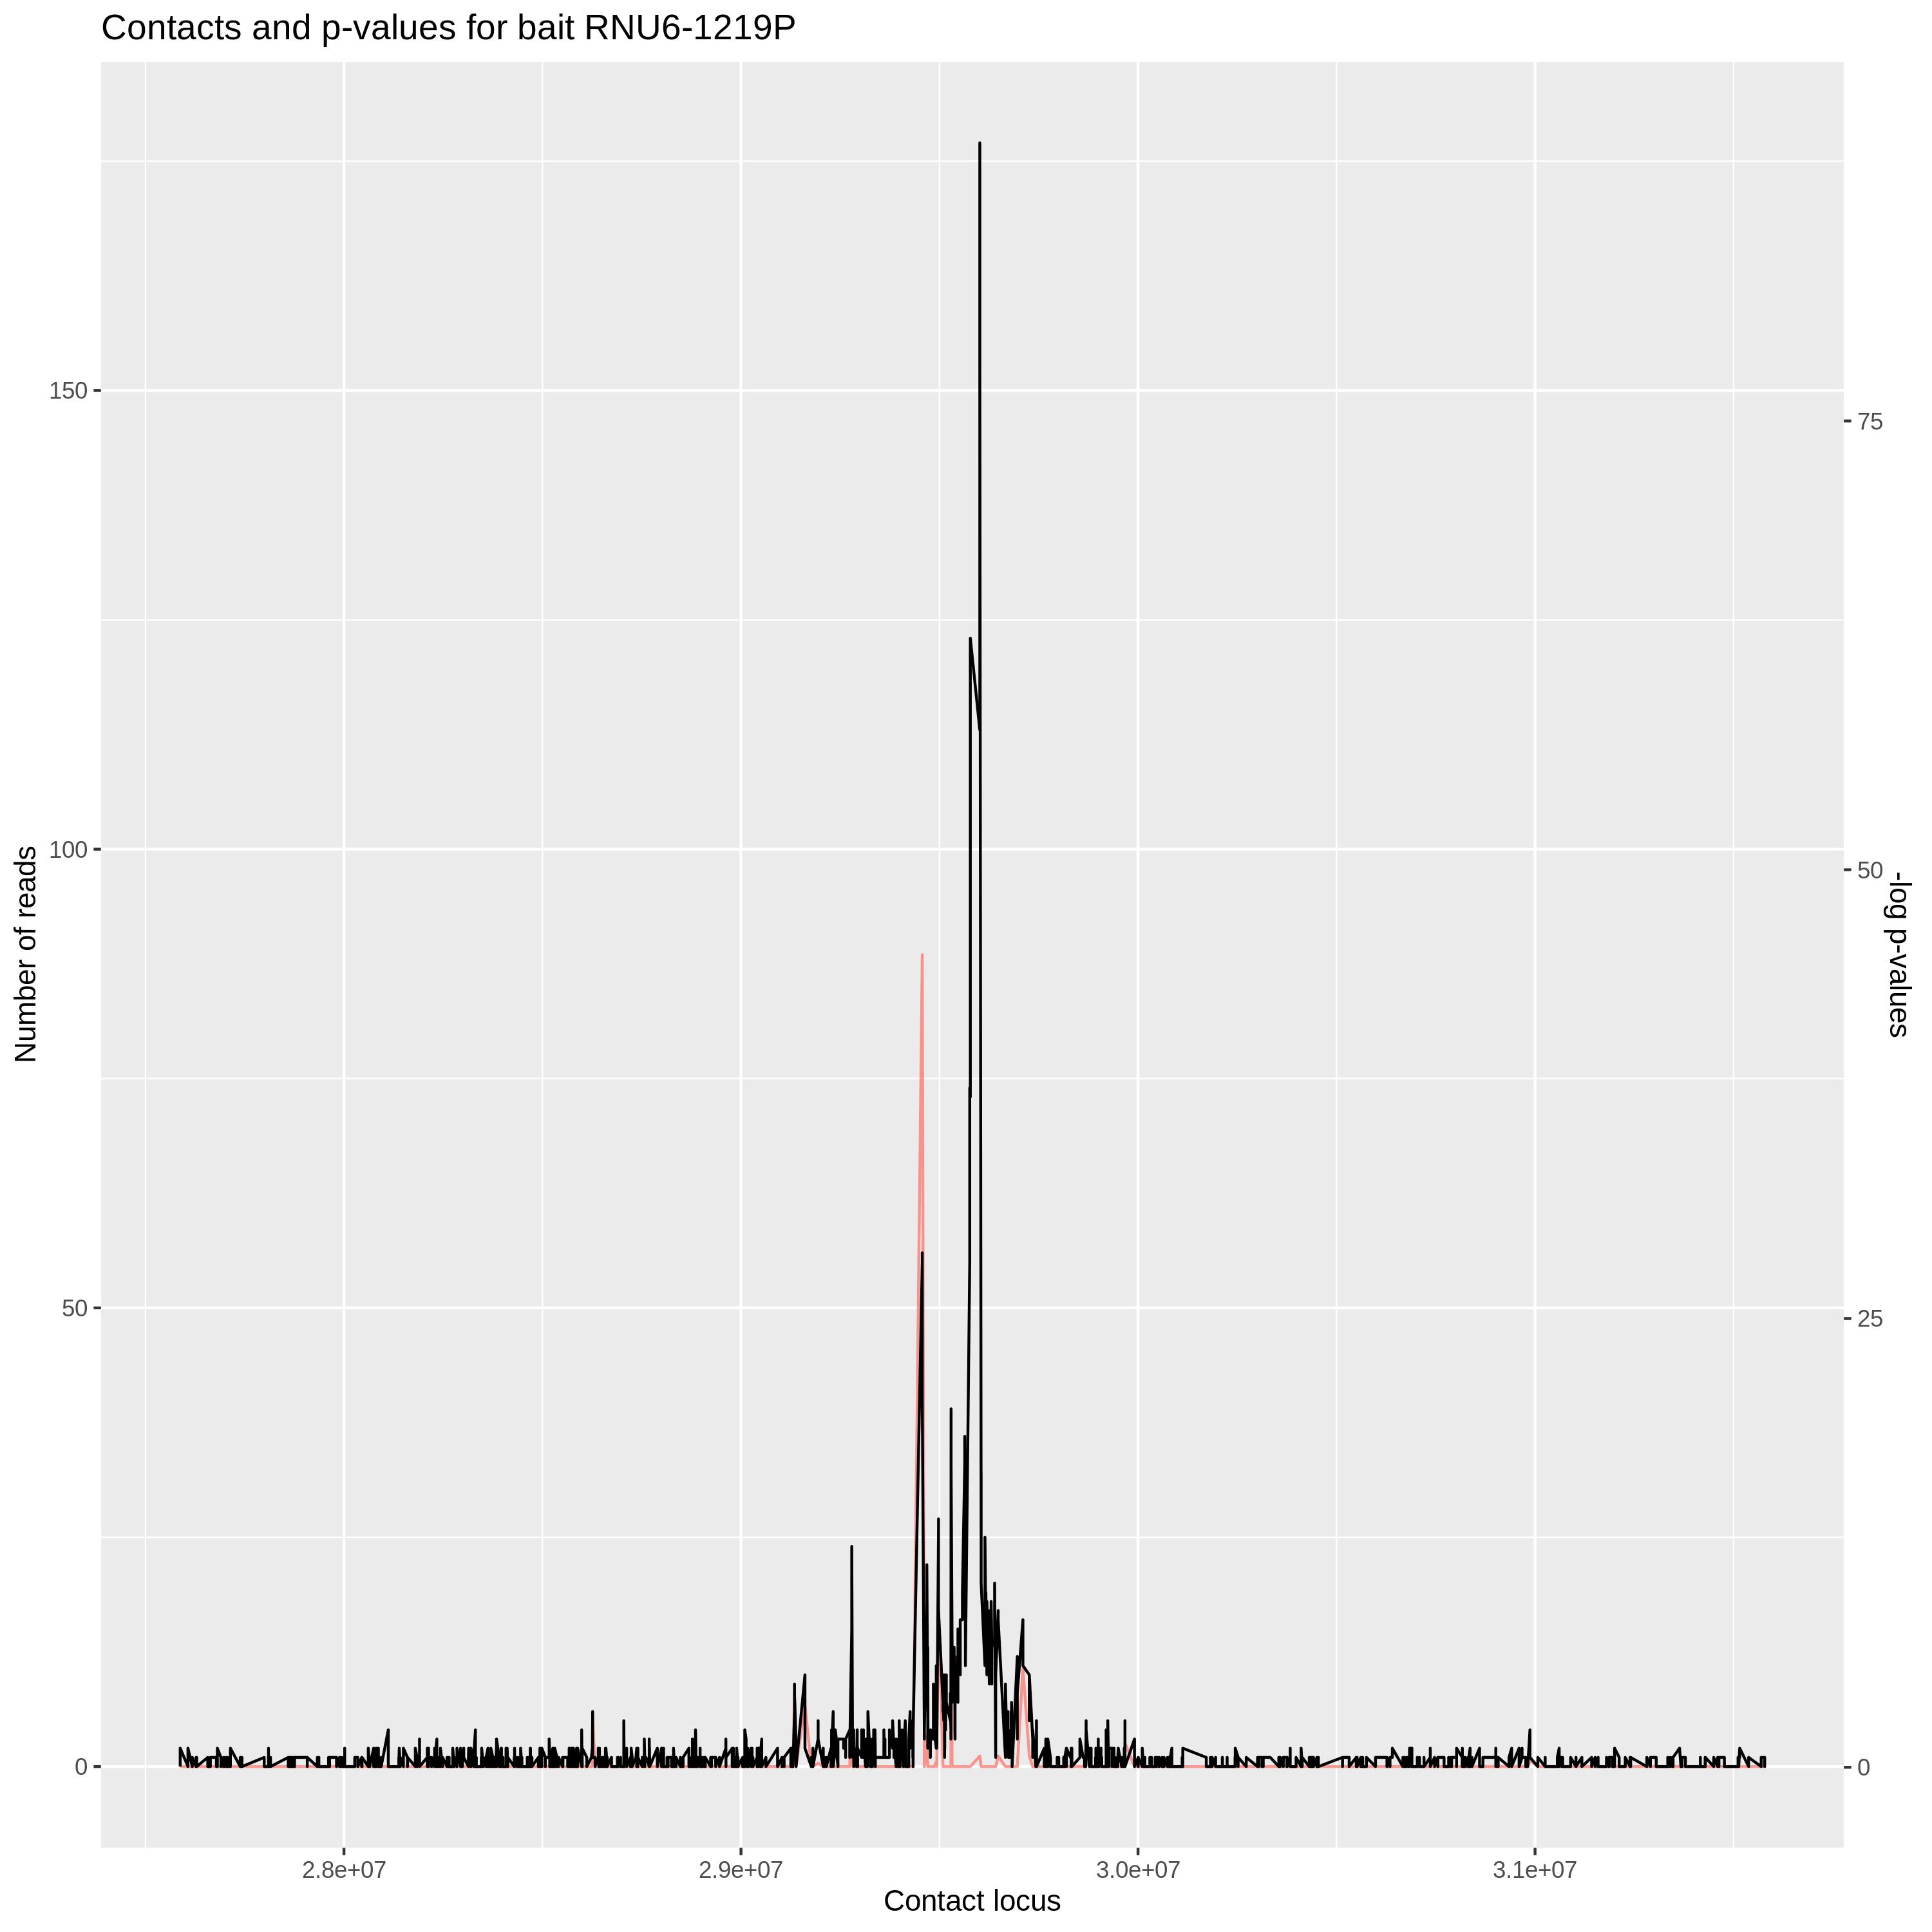 Contacts and p-values for bait RNU6-1219P
150
100
50
0
75
50
25
0
Number of reads
-log p-values
2.8e+07
2.9e+07
3.0e+07
3.1e+07
Contact locus